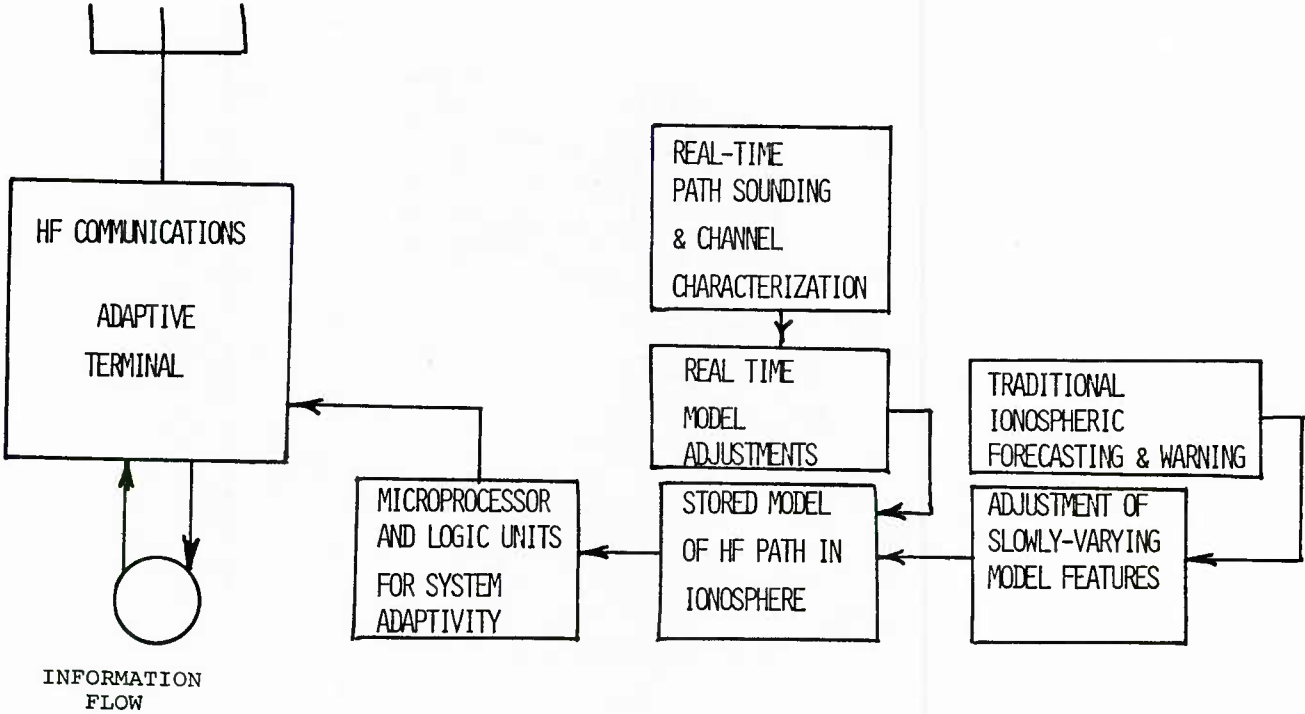 HF COMMUNICATIONS
ADAPTIVE
TERMINAL
INFORMATION
FLOW
MICROPROCESSOR
AND LOGIC UNITS
FOR SYSTEM
ADAPTIVITY
REAL-TIME
PATH SOUNDING
& CHANNEL
CHARACTERIZATION
REAL TIME
MODEL
ADJUSTMENTS
STORED MODEL
OF HF PATH IN
IONOSPHERE
TRADITIONAL
IONOSPHERIC
FORECASTING & WARNING
ADJUSTMENT OF
SLOWLY-VARYING
MODEL FEATURES